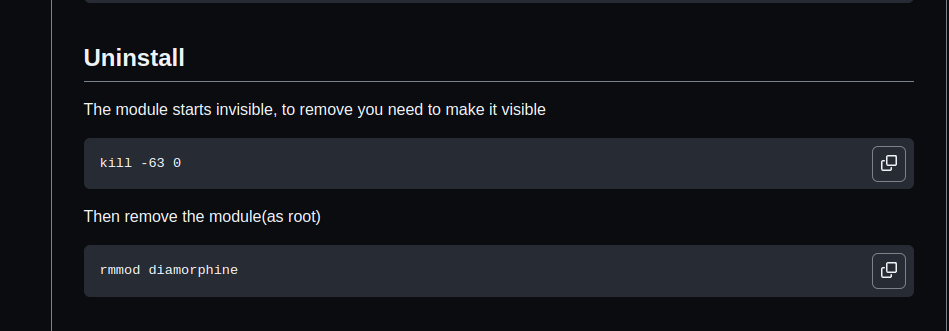 Uninstall
The module starts invisible, to remove you need to make it visible
kill -63 0
Then remove the module(as root)
rmmod diamorphine